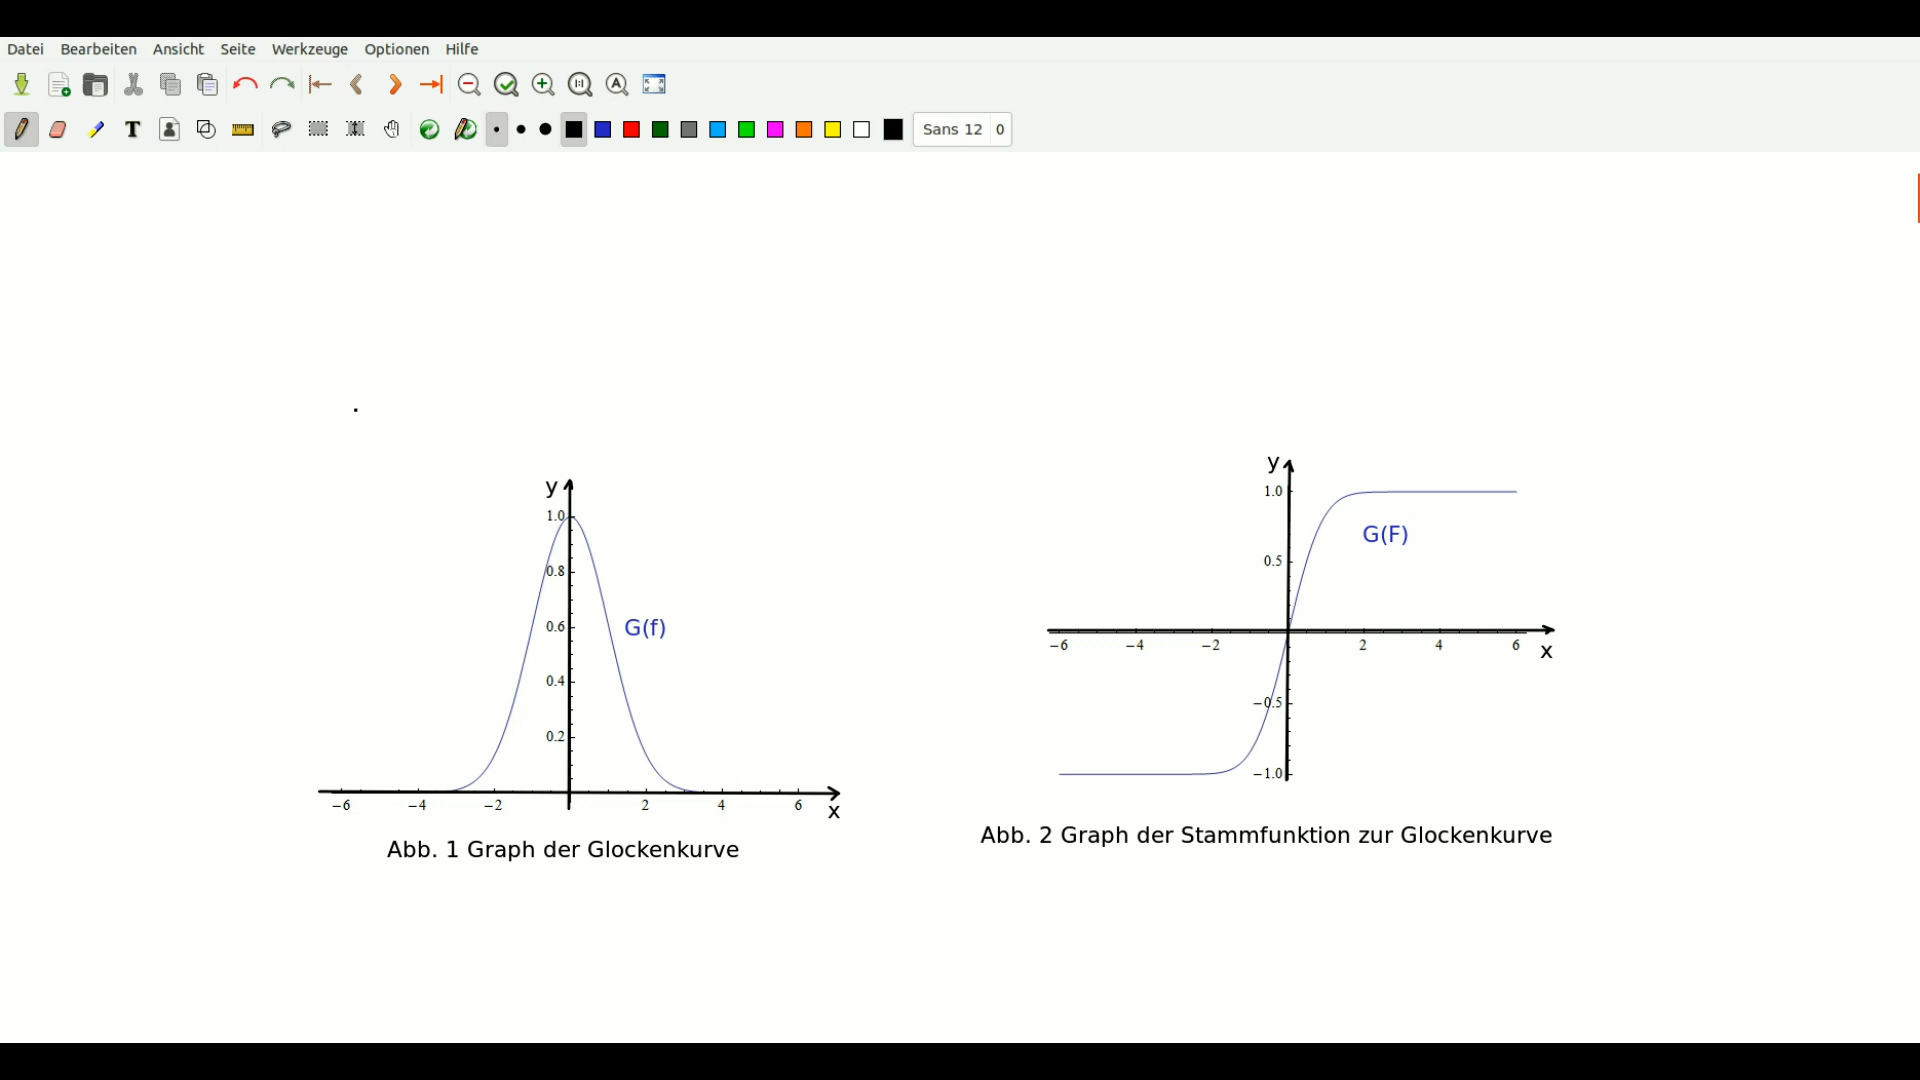 Datei Bearbeiten Ansicht Seite Werkzeuge Optionen Hilfe
Sans 12 0
y
1.0
0.8
0.6
0.4
0.2
G(f)
−6 −4 −2 2 4 6
x
Abb. 1 Graph der Glockenkurve
y
1.0
0.5
G(F)
−6 −4 −2 2 4 6
x
−0.5
−1.0
Abb. 2 Graph der Stammfunktion zur Glockenkurve